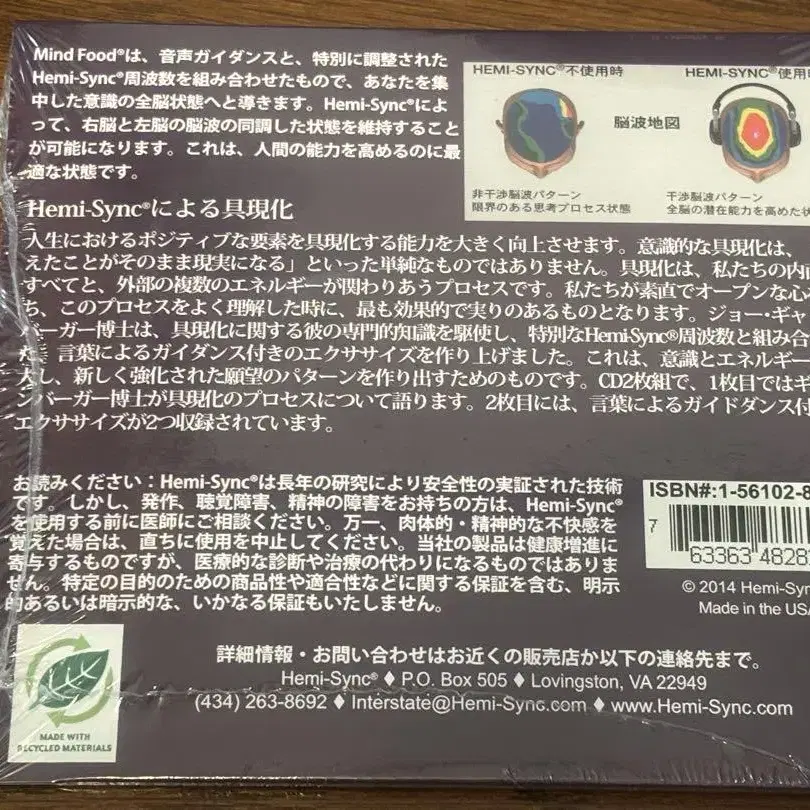 Mind Food®は、音声ガイダンスと、特別に調整された
Hemi-Sync®周波数を組み合わせたもので、あなたを集
中した意識の全脳状態へと導きます。Hemi-Syncによ
って、右脳と左脳の脳波の同調した状態を維持すること
が可能になります。これは、人間の能力を高めるのに最
適な状態です。
HEMI-SYNC®不使用時
HEMI-SYNC®使用時
脳波地図
非干渉脳波パターン
限界のある思考プロセス状態
干渉脳波パターン
全脳の潜在能力を高めた状
Hemi-Sync®による具現化
人生におけるポジティブな要素を具現化する能力を大きく向上させます。意識的な具現化は、
えたことがそのまま現実になる」といった単純なものではありません。具現化は、私たちの内
すべてと、外部の複数のエネルギーが関わりあうプロセスです。私たちが素直でオープンな心
ち、このプロセスをよく理解した時に、最も効果的で実りのあるものとなります。ジョー・ギャ
バーガー博士は、具現化に関する彼の専門的知識を駆使し、特別なHemi-Sync®周波数と組み合
た、言葉によるガイダンス付きのエクササイズを作り上げました。これは、意識とエネルギー
大し、新しく強化された願望のパターンを作り出すためのものです。CD2枚組で、1枚目ではギ
ンバーガー博士が具現化のプロセスについて語ります。2枚目には、言葉によるガイドダンス付
エクササイズが2つ収録されています。
お読みください：Hemi-Sync®は長年の研究により安全性の実証された技術
です。しかし、発作、聴覚障害、精神の障害をお持ちの方は、Hemi-Sync®
を使用する前に医師にご相談ください。万一、肉体的・精神的な不快感を
覚えた場合は、直ちに使用を中止してください。当社の製品は健康増進に
寄与するものですが、医療的な診断や治療の代わりになるものではありま
せん。特定の目的のための商品性や適合性などに関する保証を含む、明示
的あるいは暗示的な、いかなる保証もいたしません。
ISBN#:1-56102-8
7 63363 4828
© 2014 Hemi-Syn
Made in the USA
詳細情報・お問い合わせはお近くの販売店か以下の連絡先まで。
Hemi-Sync® ♦ P.O. Box 505 ♦ Lovingston, VA 22949
(434) 263-8692 ♦ Interstate@Hemi-Sync.com ♦ www.Hemi-Sync.com
MADE WITH
RECYCLED MATERIALS